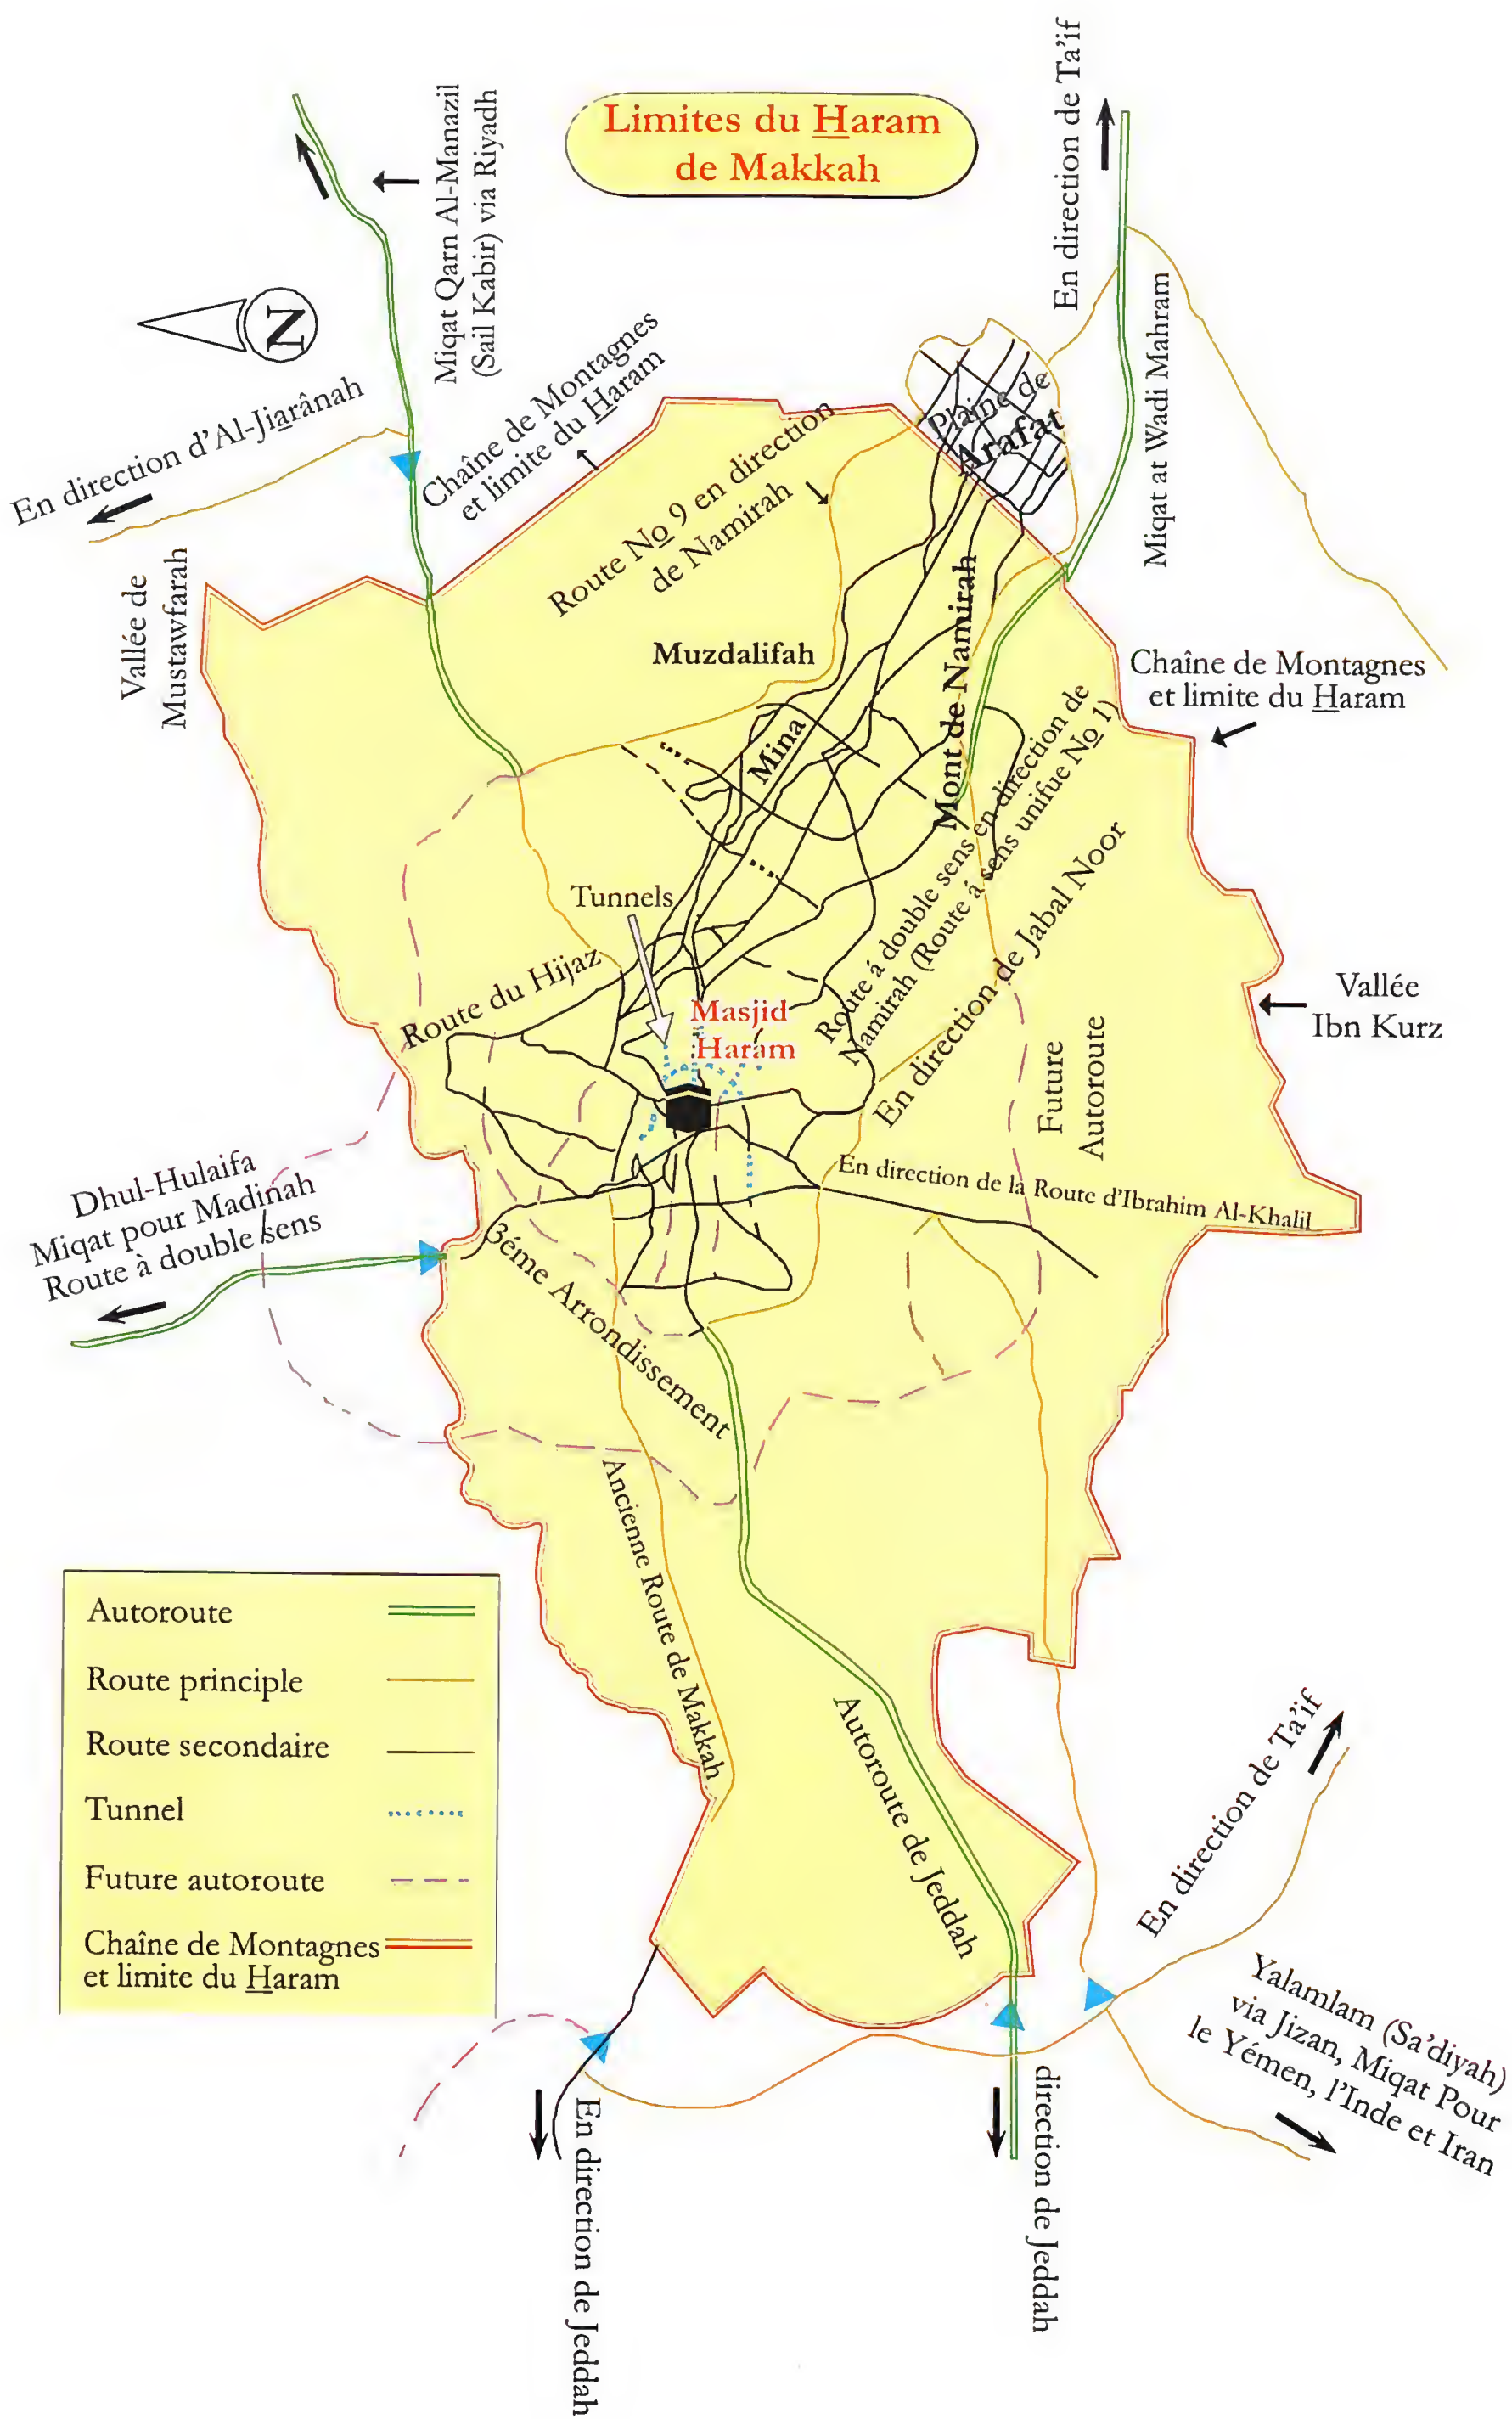 Limites du Haram
de Makkah
En direction de Ta'if
Miqat Qarn Al-Manazil
(Sail Kabir) via Riyadh
N
En direction d'Al-Jiarânah
Chaîne de Montagnes
et limite du Haram
Plaine de
Arafat
Miqat at Wadi Mahram
Route No 9 en direction
de Namirah
Vallée de
Mustawfarah
Muzdalifah
Mont de Namirah
Chaîne de Montagnes
et limite du Haram
Mina
Route á double sens en direction de
Namirah (Route á sens unifue No 1)
Tunnels
En direction de Jabal Noor
Route du Hijaz
Masjid
Haram
Vallée
Ibn Kurz
Future
Autoroute
En direction de la Route d'Ibrahim Al-Khalil
Dhul-Hulaifa
Miqat pour Madinah
Route à double sens
3éme Arrondissement
Ancienne Route de Makkah
Autoroute de Jeddah
Autoroute
Route principle
Route secondaire
Tunnel
Future autoroute
Chaîne de Montagnes
et limite du Haram
En direction de Ta'if
Yalamlam (Sa'diyah)
via Jizan, Miqat Pour
le Yémen, l'Inde et Iran
En direction de Jeddah
direction de Jeddah